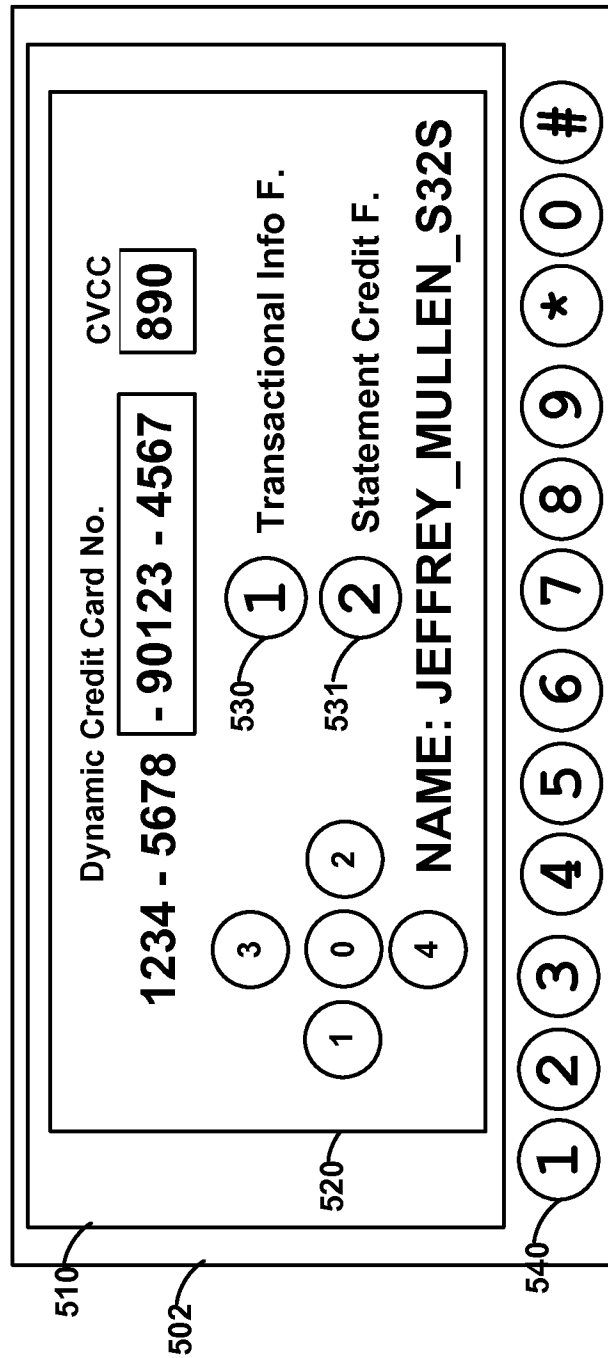 510
502
Dynamic Credit Card No.
CVCC
1234 - 5678 - 90123 - 4567
890
530
1
Transactional Info F.
3
531
2
Statement Credit F.
1
0
2
4
NAME: JEFFREY_MULLEN_S32S
520
540
1 2 3 4 5 6 7 8 9 * 0 #